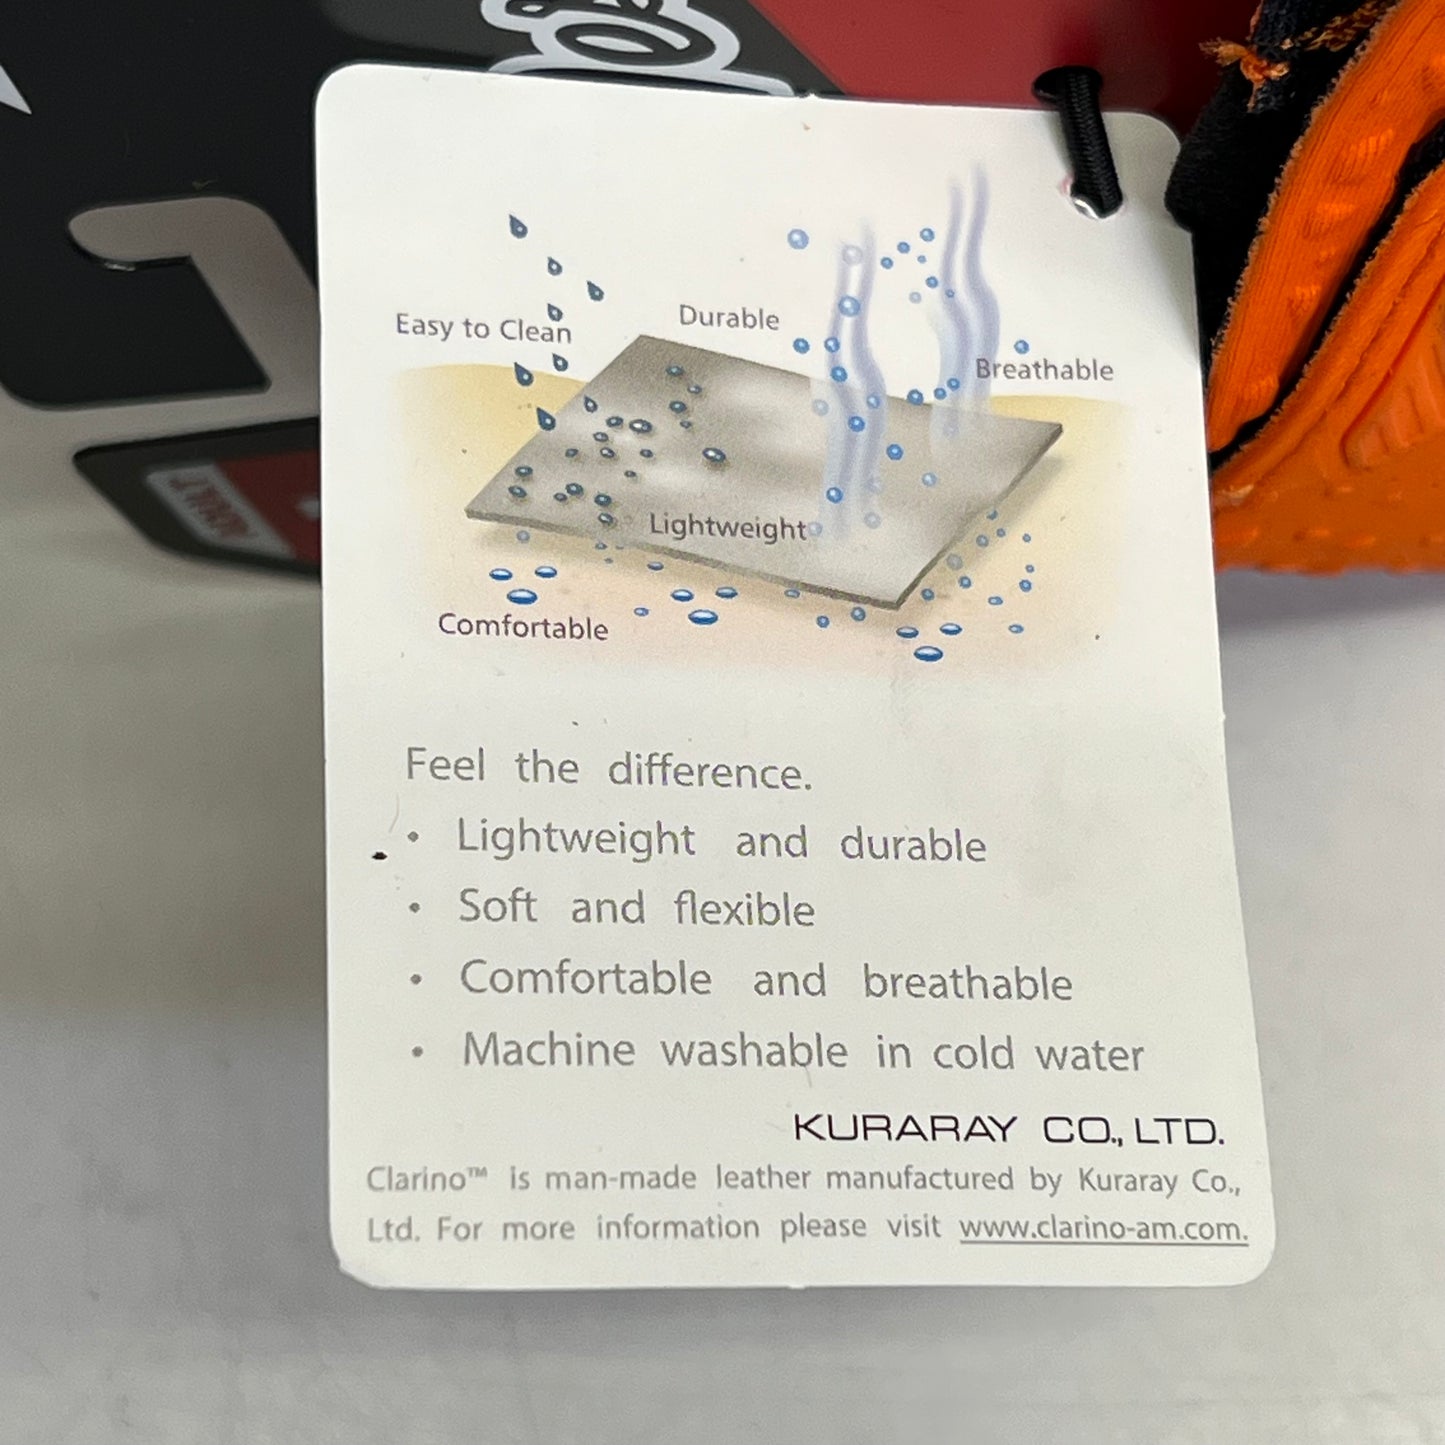 Easy to Clean
Durable
Breathable
Lightweight
Comfortable
Feel the difference.
• Lightweight and durable
• Soft and flexible
• Comfortable and breathable
• Machine washable in cold water
KURARAY CO., LTD.
Clarino™ is man-made leather manufactured by Kuraray Co.,
Ltd. For more information please visit www.clarino-am.com.
ADULT